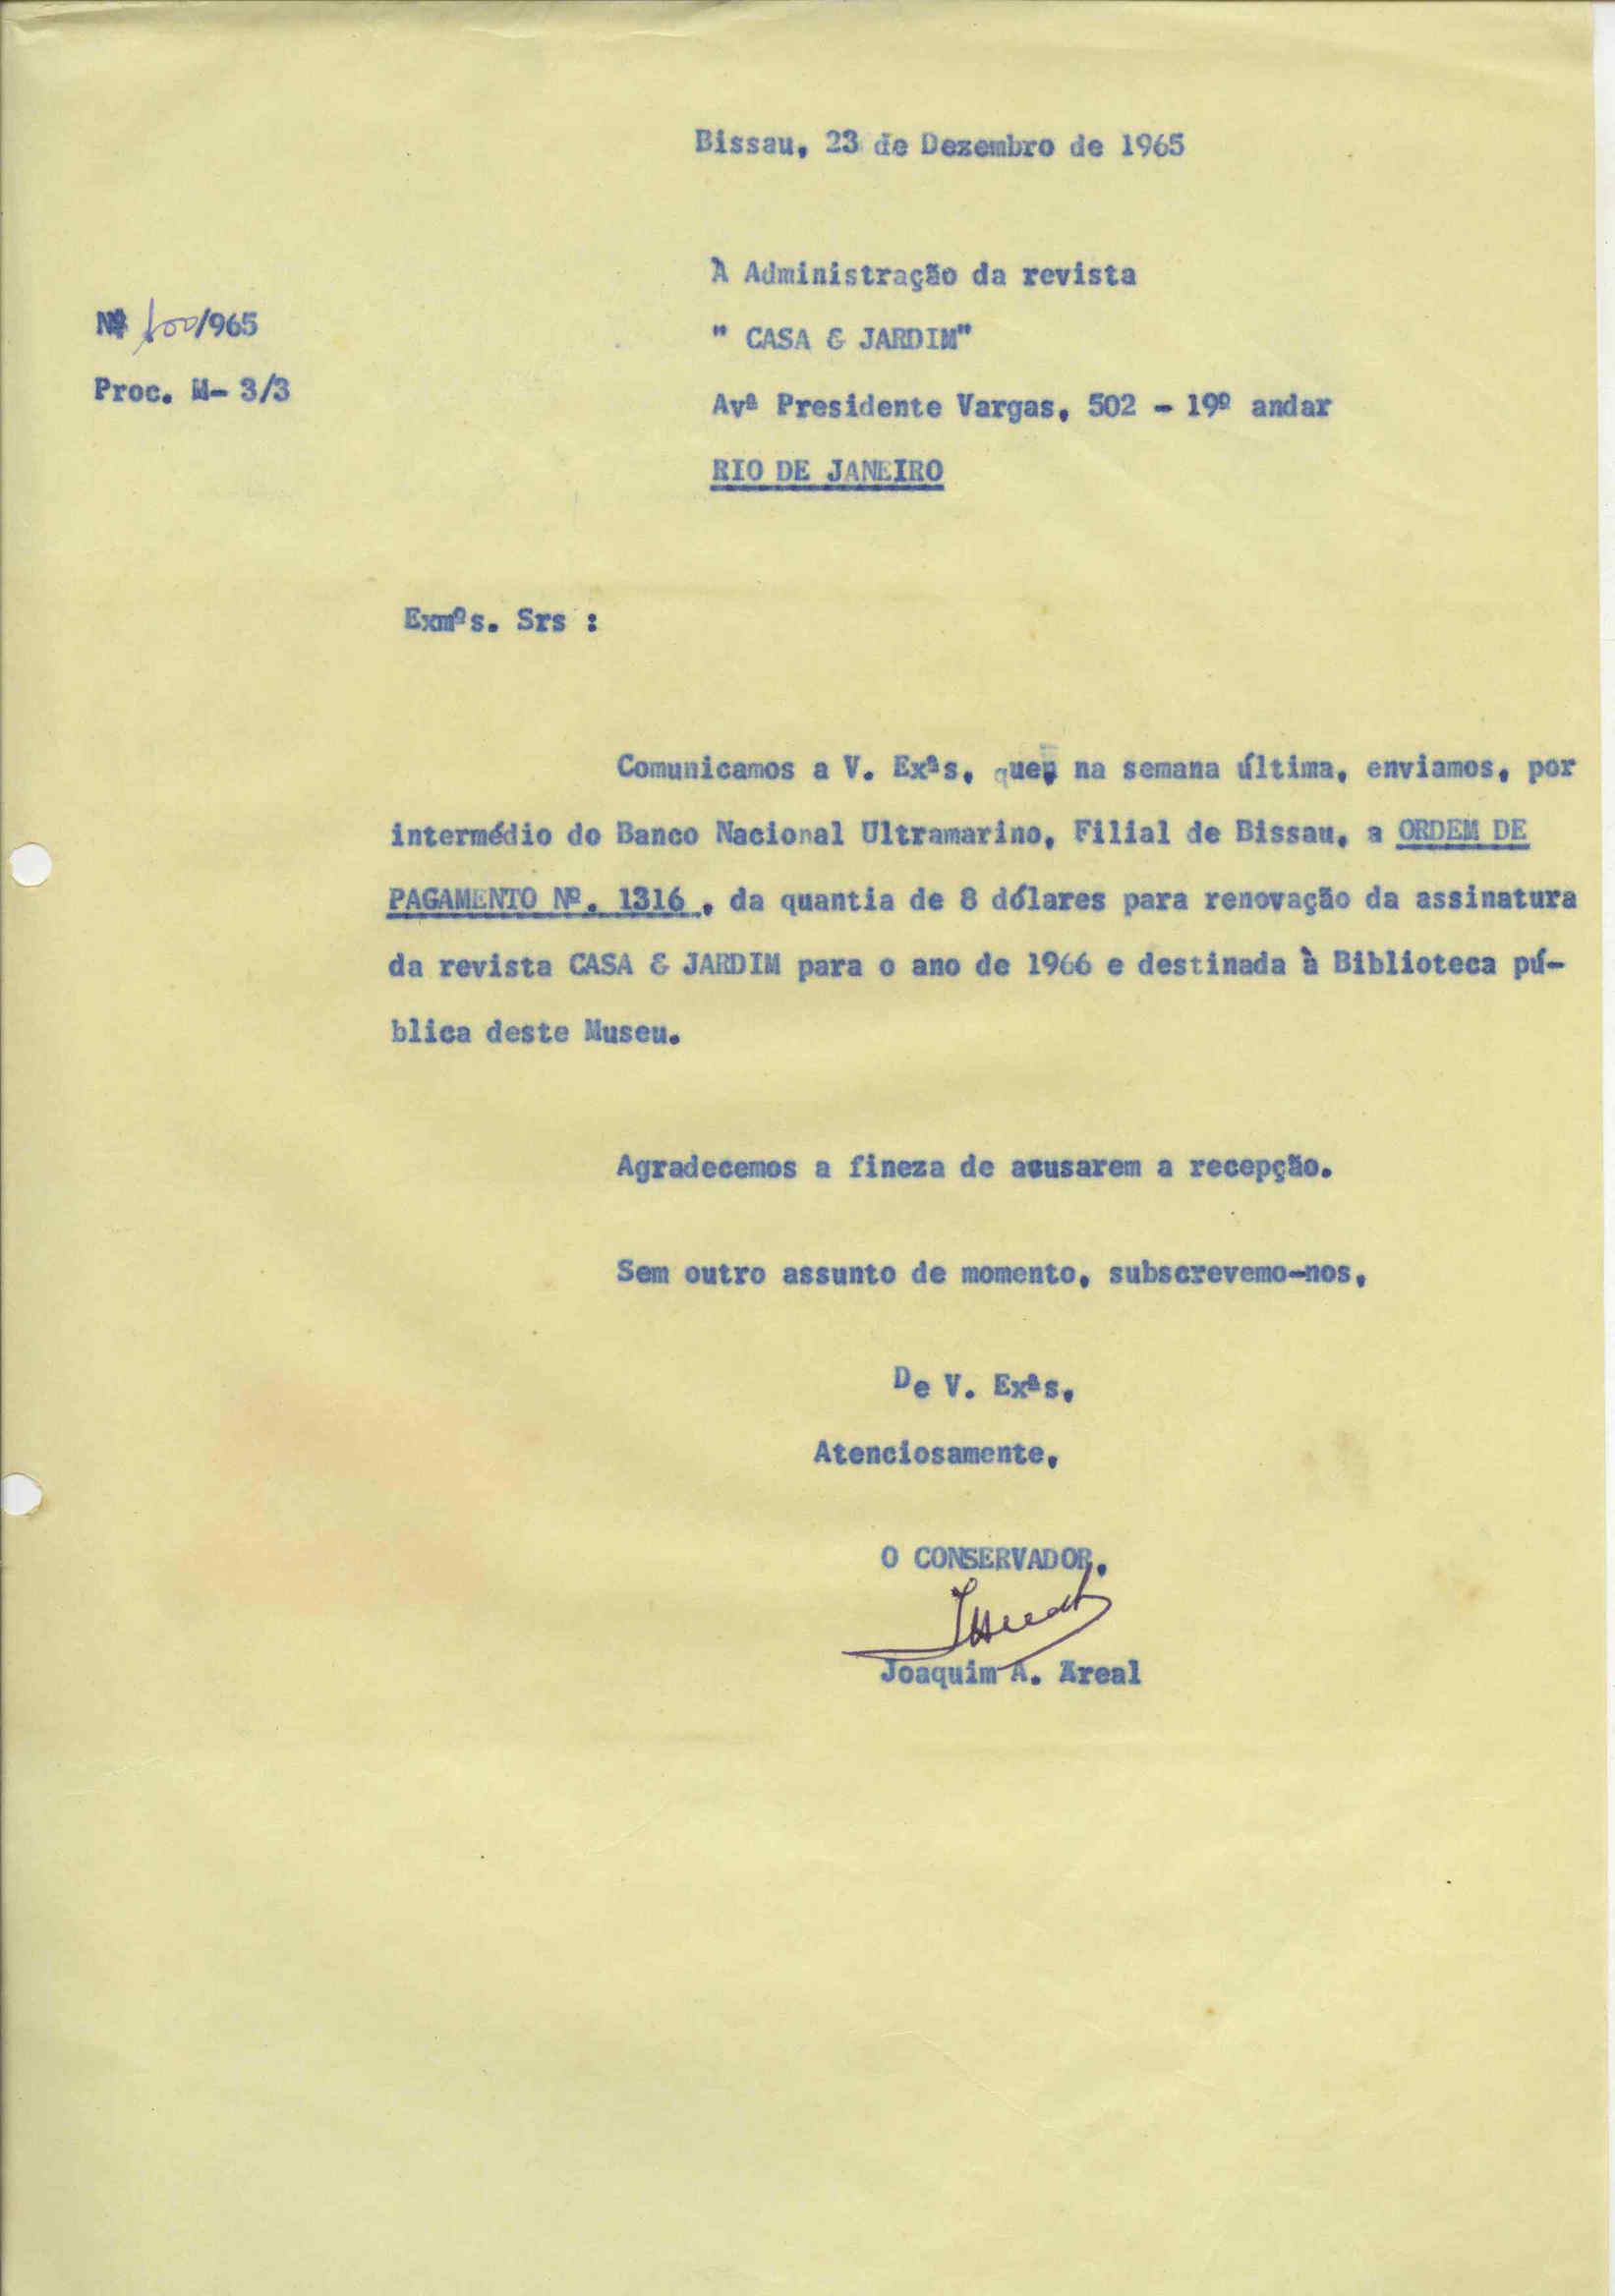 Bissau, 23 de Dezembro de 1965
À Administração da revista
Nº 100/965
" CASA & JARDIM"
Proc. M- 3/3
Avª Presidente Vargas, 502 - 19º andar
RIO DE JANEIRO
Exmºs. Srs :
Comunicamos a V. Exªs, que, na semana última, enviamos, por
intermédio do Banco Nacional Ultramarino, Filial de Bissau, a ORDEM DE
PAGAMENTO Nº. 1316 , da quantia de 8 dólares para renovação da assinatura
da revista CASA & JARDIM para o ano de 1966 e destinada à Biblioteca pú-
blica deste Museu.
Agradecemos a fineza de acusarem a recepção.
Sem outro assunto de momento, subscrevemo-nos,
De V. Exªs,
Atenciosamente,
O CONSERVADOR,
Joaquim A. Areal